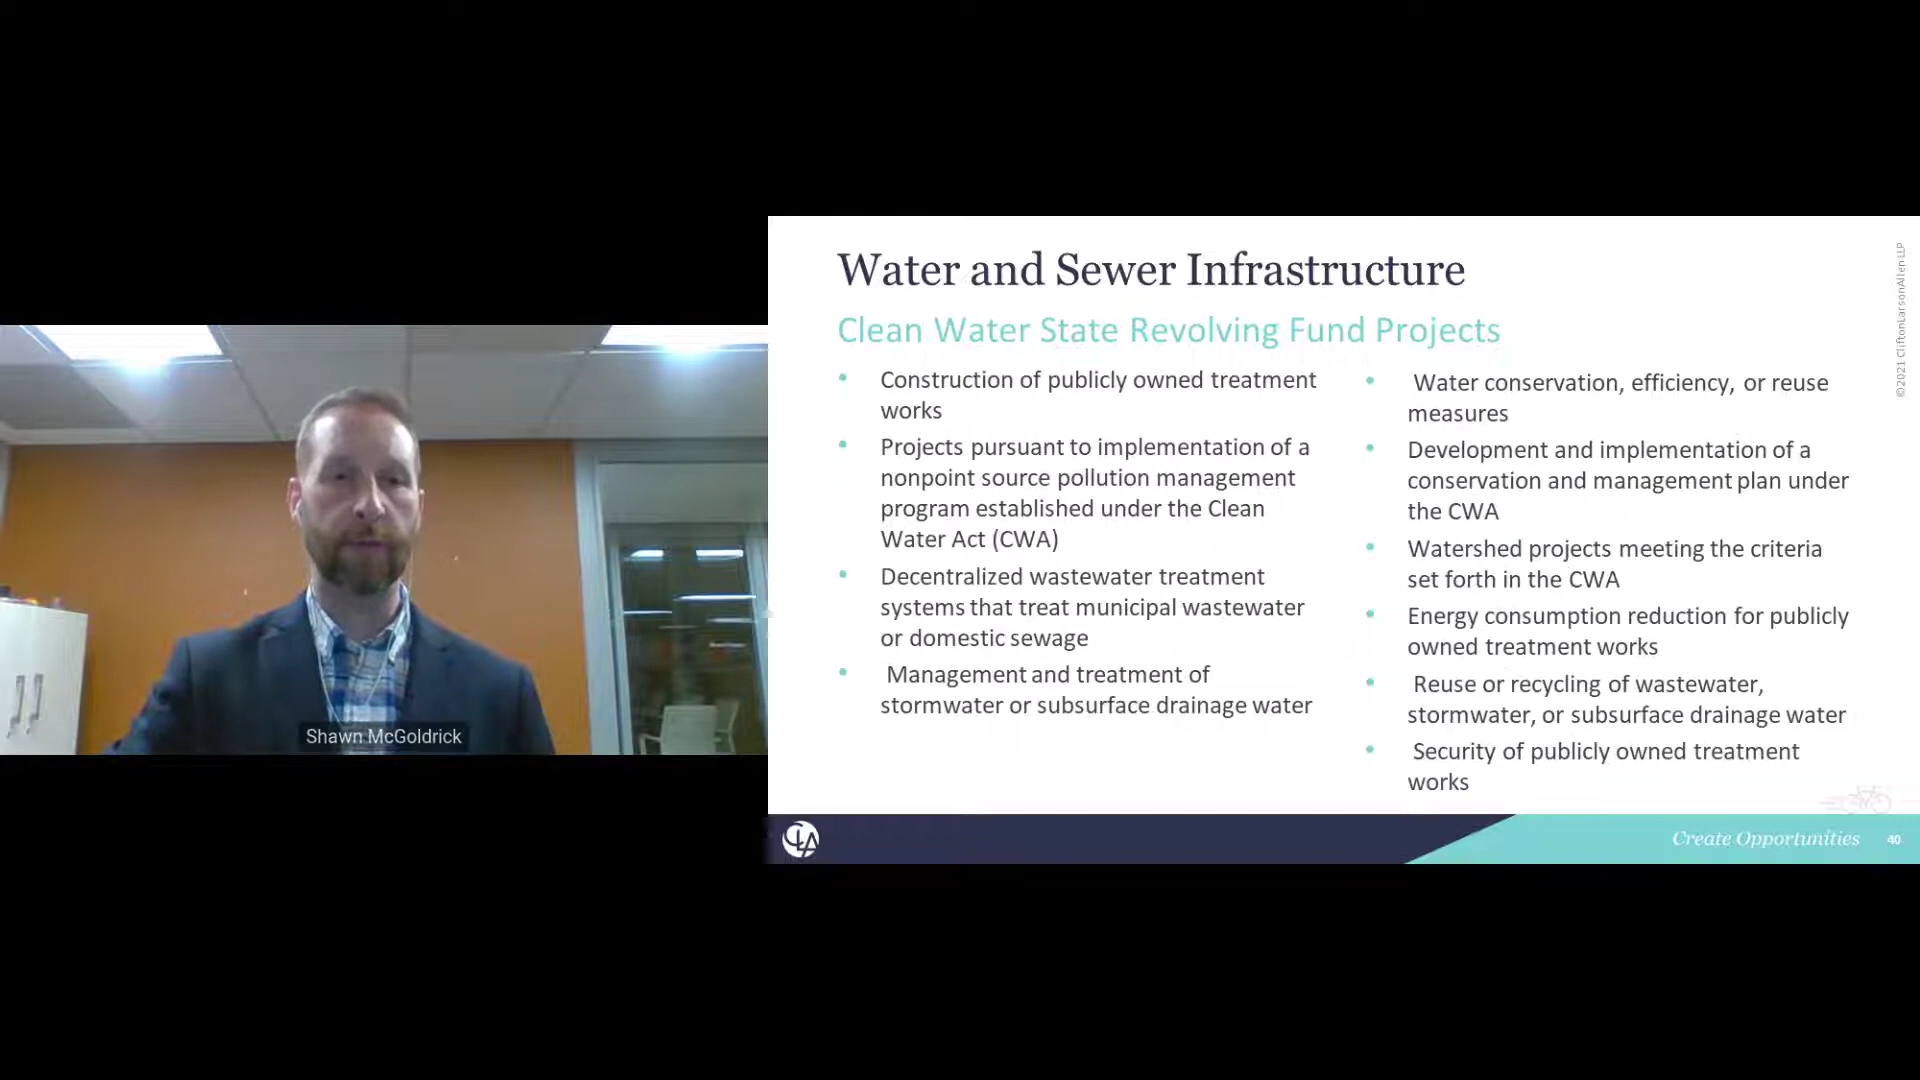 Shawn McGoldrick
Water and Sewer Infrastructure
Clean Water State Revolving Fund Projects
• Construction of publicly owned treatment
works
• Projects pursuant to implementation of a
nonpoint source pollution management
program established under the Clean
Water Act (CWA)
• Decentralized wastewater treatment
systems that treat municipal wastewater
or domestic sewage
• Management and treatment of
stormwater or subsurface drainage water
• Water conservation, efficiency, or reuse
measures
• Development and implementation of a
conservation and management plan under
the CWA
• Watershed projects meeting the criteria
set forth in the CWA
• Energy consumption reduction for publicly
owned treatment works
• Reuse or recycling of wastewater,
stormwater, or subsurface drainage water
• Security of publicly owned treatment
works
©2021 CliftonLarsonAllen LLP
CLA
Create Opportunities
40